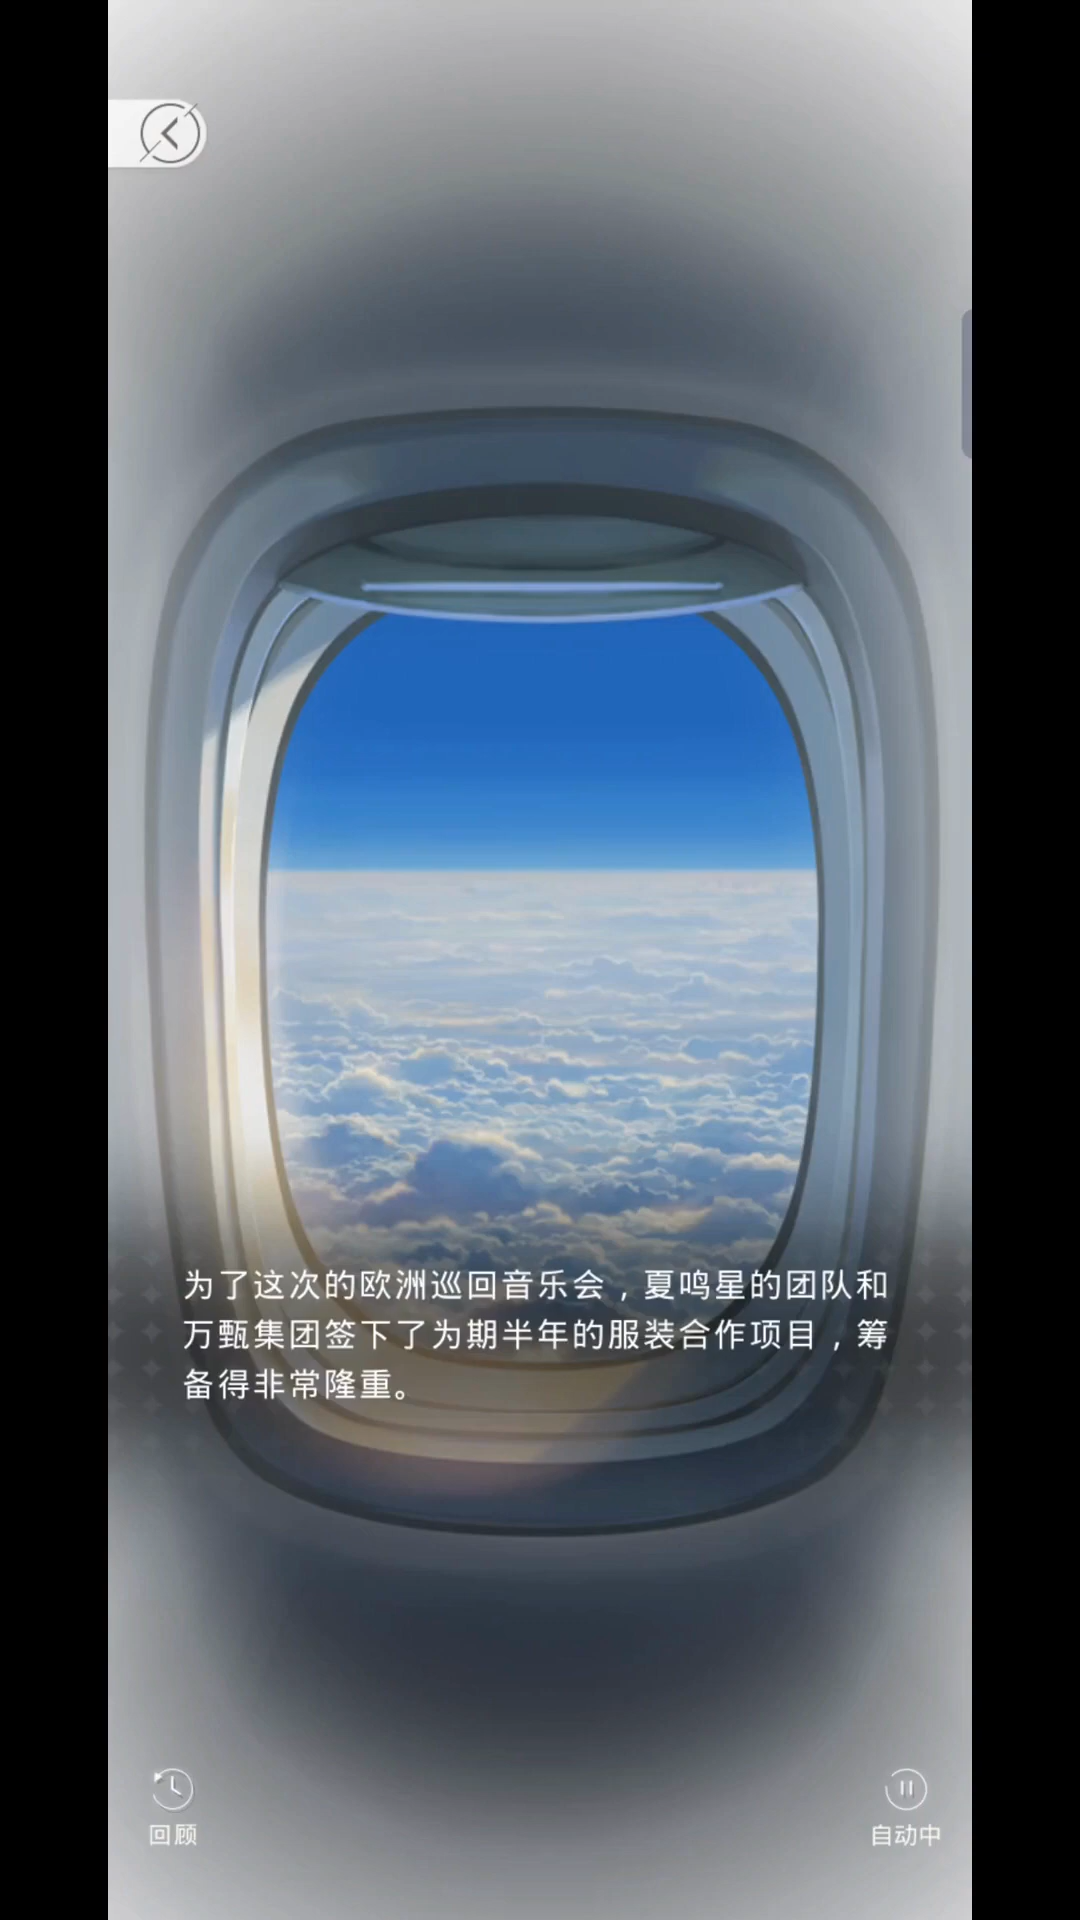 为了这次的欧洲巡回音乐会，夏鸣星的团队和
万甄集团签下了为期半年的服装合作项目，筹
备得非常隆重。
回顾
自动中